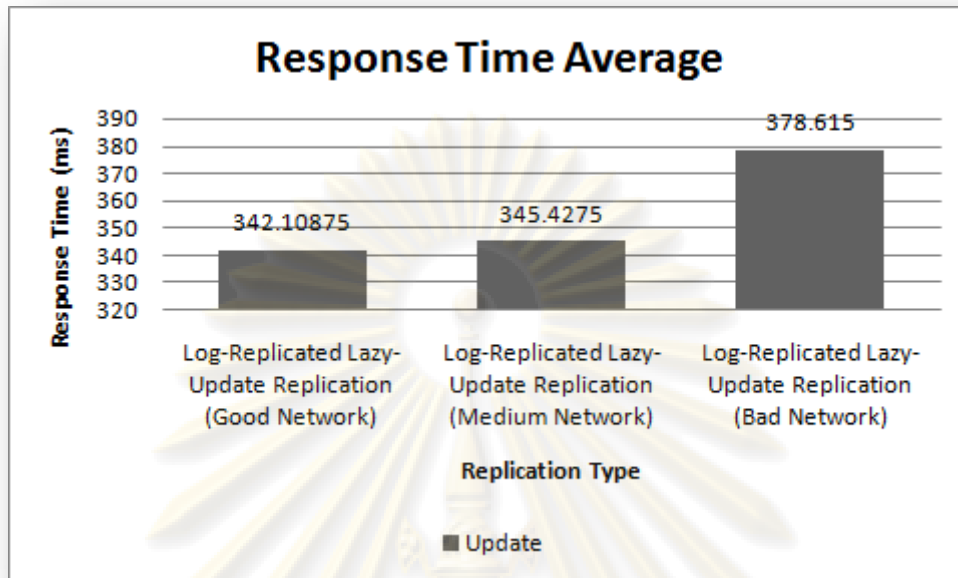 Response Time Average
Response Time (ms)
390
380
370
360
350
340
330
320
342.10875
345.4275
378.615
Log-Replicated Lazy-
Update Replication
(Good Network)
Log-Replicated Lazy-
Update Replication
(Medium Network)
Log-Replicated Lazy-
Update Replication
(Bad Network)
Replication Type
Update